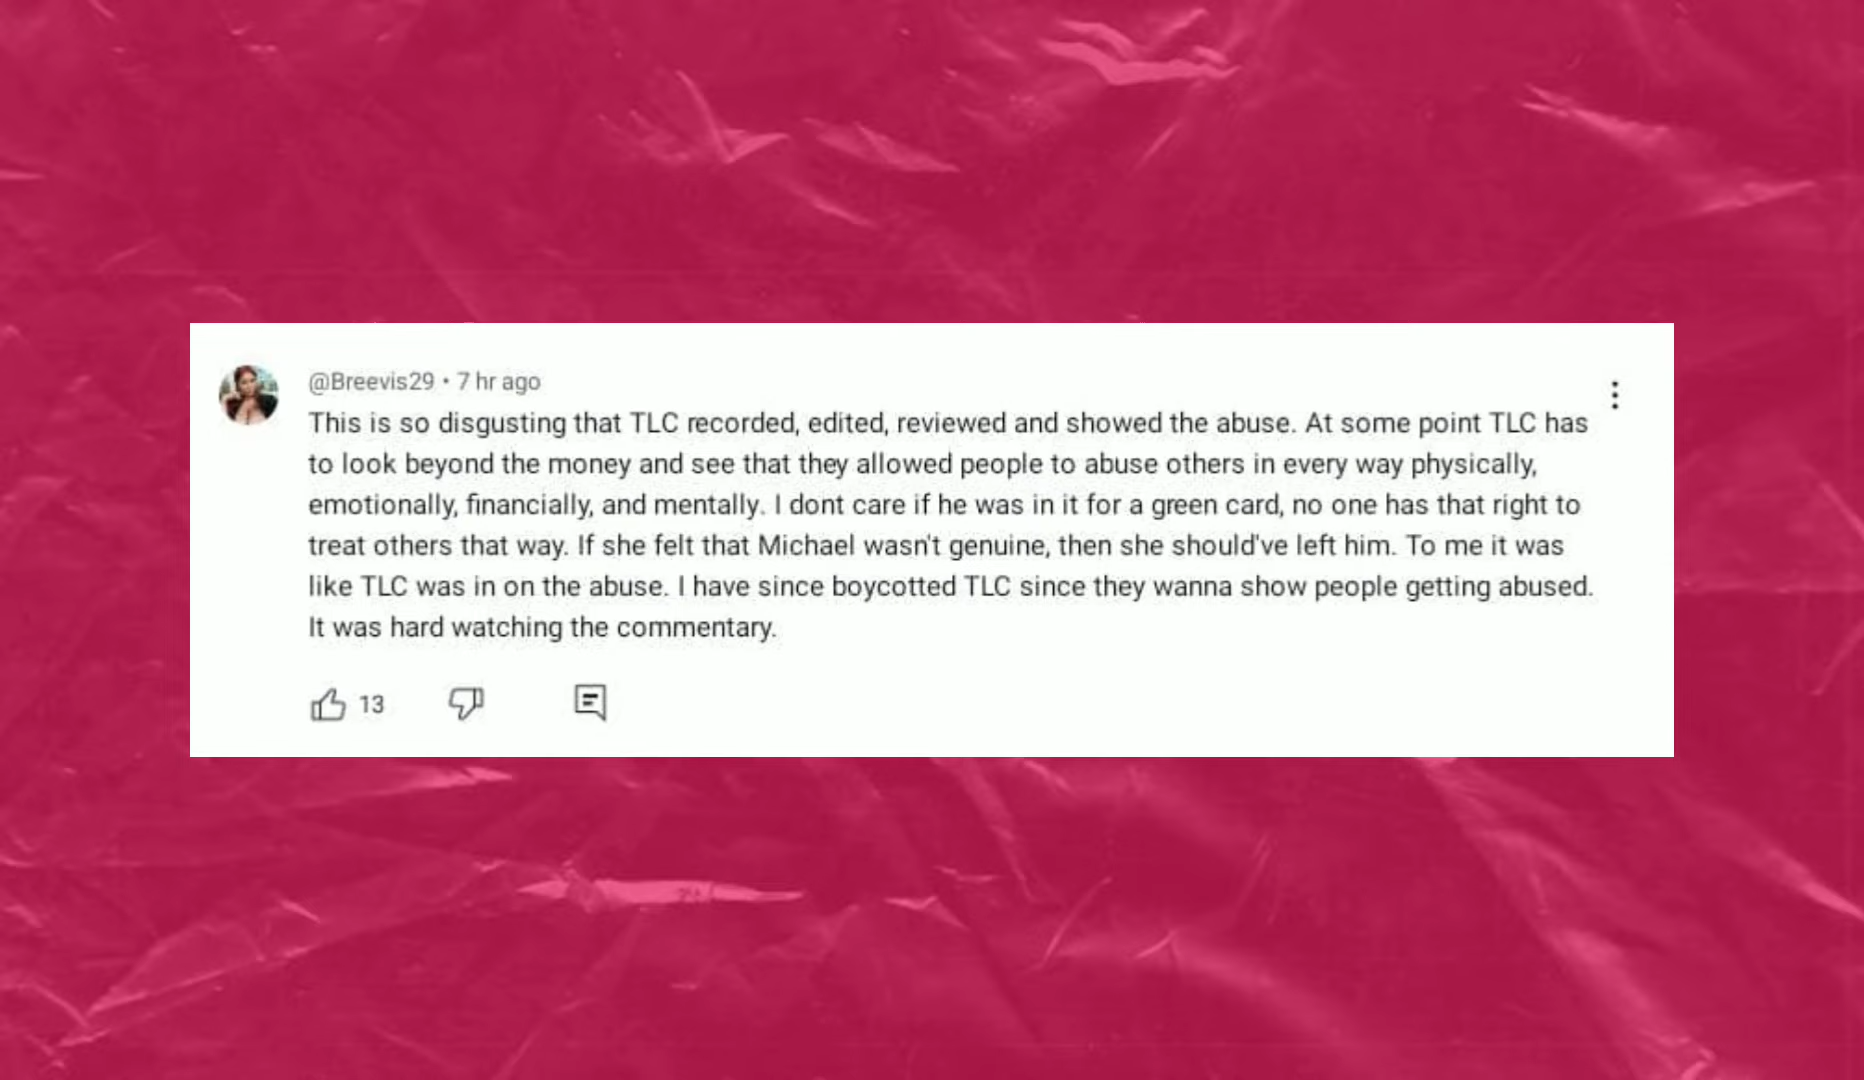 @Breevis29 • 7 hr ago
This is so disgusting that TLC recorded, edited, reviewed and showed the abuse. At some point TLC has
to look beyond the money and see that they allowed people to abuse others in every way physically,
emotionally, financially, and mentally. I dont care if he was in it for a green card, no one has that right to
treat others that way. If she felt that Michael wasn't genuine, then she should've left him. To me it was
like TLC was in on the abuse. I have since boycotted TLC since they wanna show people getting abused.
It was hard watching the commentary.
13